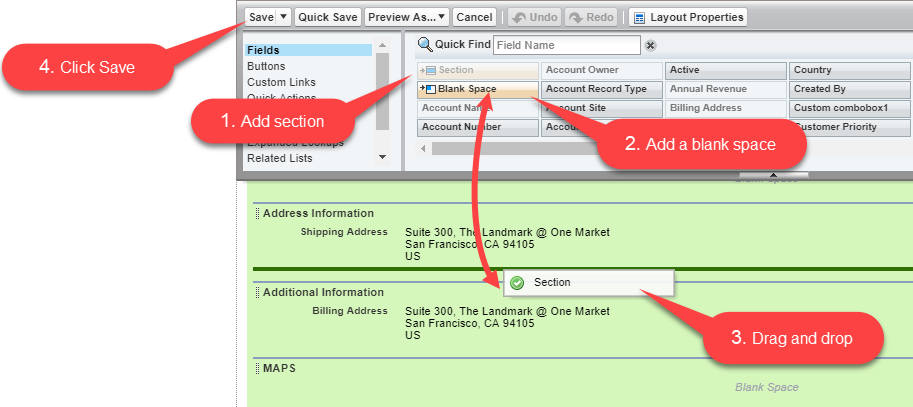 Save
Quick Save
Preview As...
Cancel
Undo
Redo
Layout Properties
4. Click Save
Fields
Buttons
Custom Links
Quick Actions
Expanded Lookups
Related Lists
Quick Find
Field Name
Section
Account Owner
Active
Country
Blank Space
Account Record Type
Annual Revenue
Created By
Account Name
Account Site
Billing Address
Custom combobox1
Account Number
Customer Priority
1. Add section
2. Add a blank space
Blank Space
Address Information
Shipping Address
Suite 300, The Landmark @ One Market
San Francisco, CA 94105
US
Section
Additional Information
Billing Address
Suite 300, The Landmark @ One Market
San Francisco, CA 94105
US
3. Drag and drop
MAPS
Blank Space